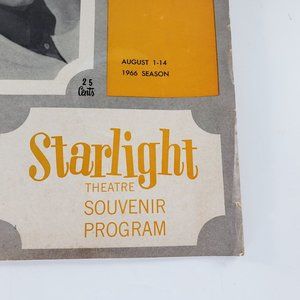 AUGUST 1-14
1966 SEASON
25
Cents
Starlight
THEATRE
SOUVENIR
PROGRAM